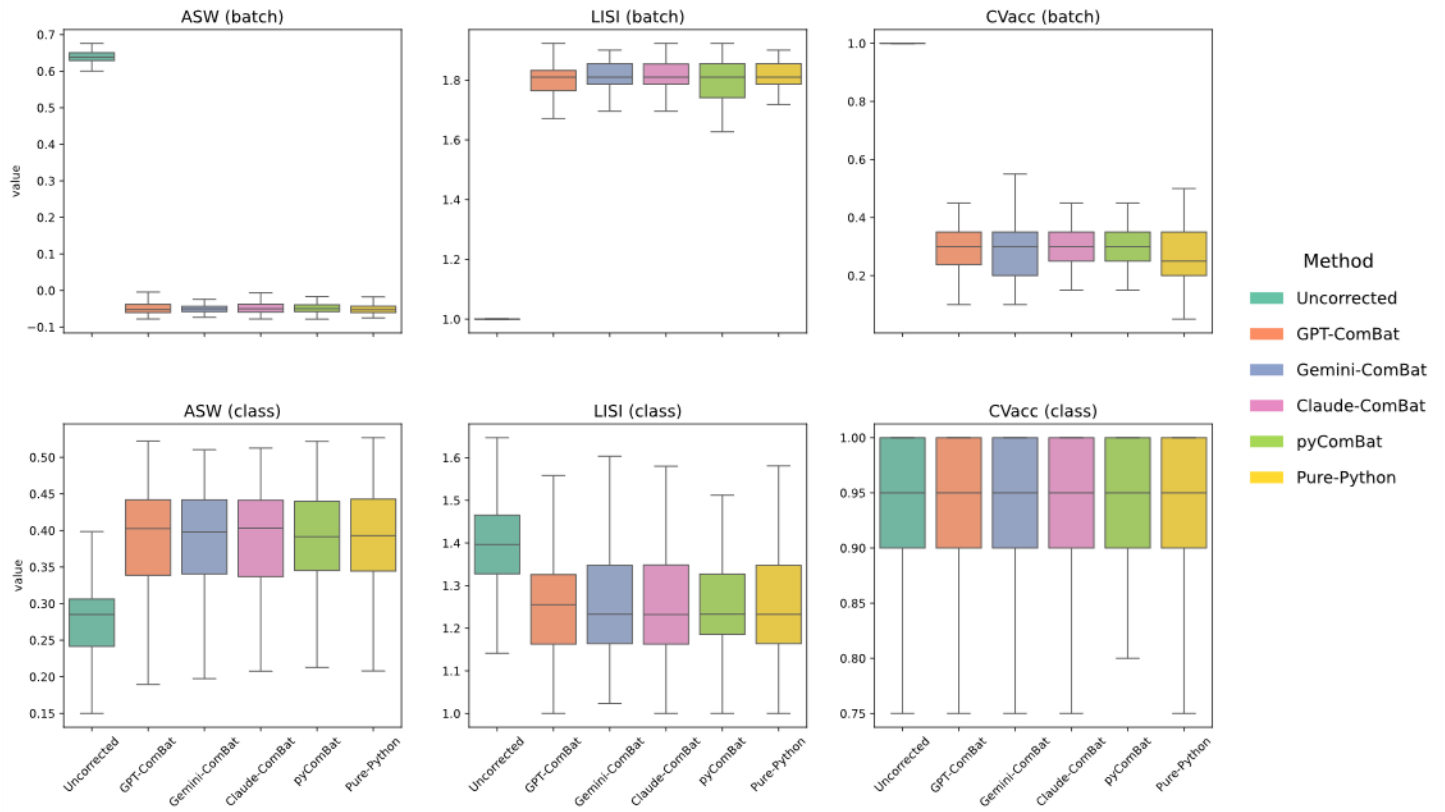 ASW (batch)
LISI (batch)
CVacc (batch)
value
0.7
0.6
0.5
0.4
0.3
0.2
0.1
0.0
−0.1
1.8
1.6
1.4
1.2
1.0
1.0
0.8
0.6
0.4
0.2
Method
Uncorrected
GPT-ComBat
Gemini-ComBat
Claude-ComBat
pyComBat
Pure-Python
ASW (class)
LISI (class)
CVacc (class)
value
0.50
0.45
0.40
0.35
0.30
0.25
0.20
0.15
1.6
1.5
1.4
1.3
1.2
1.1
1.0
1.00
0.95
0.90
0.85
0.80
0.75
Uncorrected
GPT-ComBat
Gemini-ComBat
Claude-ComBat
pyComBat
Pure-Python
Uncorrected
GPT-ComBat
Gemini-ComBat
Claude-ComBat
pyComBat
Pure-Python
Uncorrected
GPT-ComBat
Gemini-ComBat
Claude-ComBat
pyComBat
Pure-Python